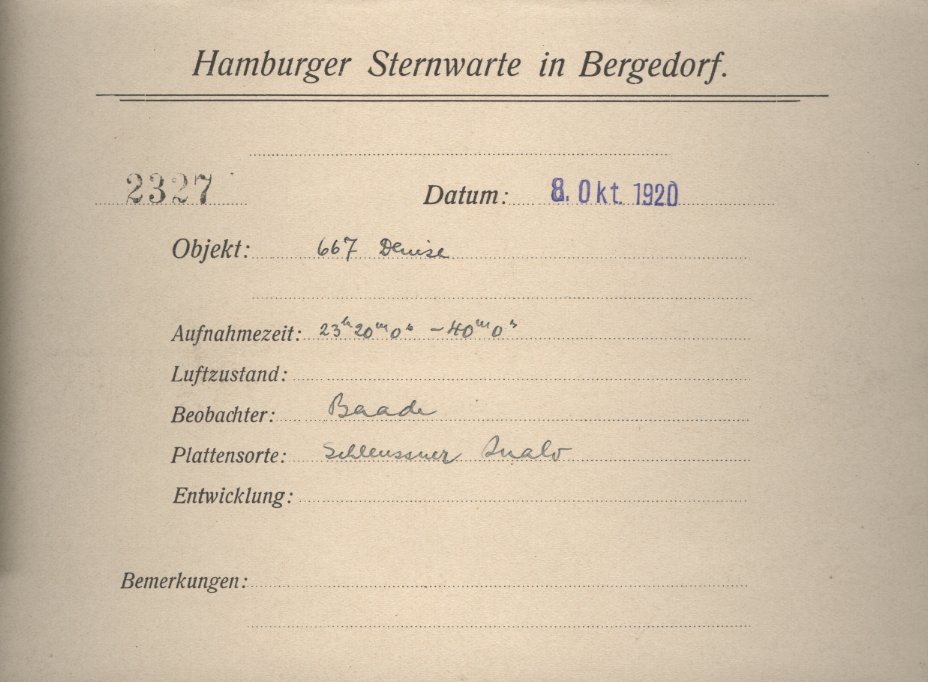 Hamburger Sternwarte in Bergedorf.
2327 Datum: 8. Okt. 1920
Objekt: 667 Denise
Aufnahmezeit: 23h20m0s - 40m0s
Luftzustand:
Beobachter: Baade
Plattensorte: Schleussner
Entwicklung:
Bemerkungen: